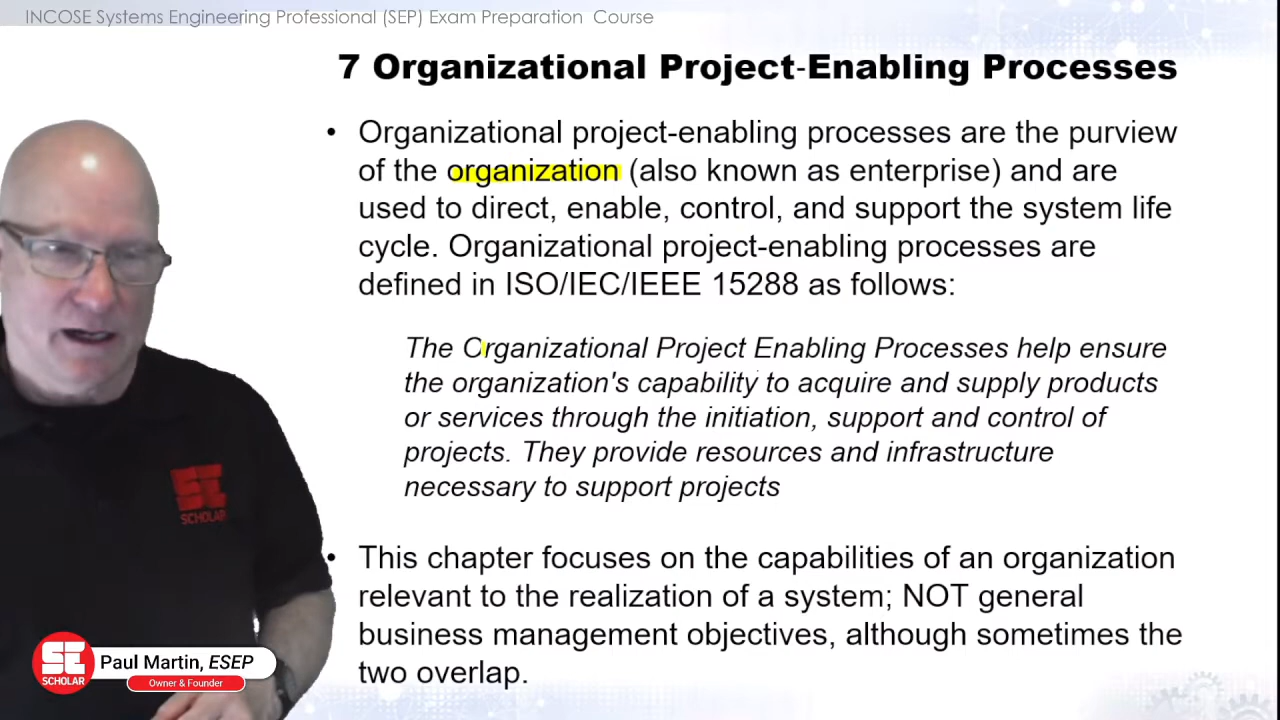 INCOSE Systems Engineering Professional (SEP) Exam Preparation Course
7 Organizational Project-Enabling Processes
• Organizational project-enabling processes are the purview
of the organization (also known as enterprise) and are
used to direct, enable, control, and support the system life
cycle. Organizational project-enabling processes are
defined in ISO/IEC/IEEE 15288 as follows:
The Organizational Project Enabling Processes help ensure
the organization's capability to acquire and supply products
or services through the initiation, support and control of
projects. They provide resources and infrastructure
necessary to support projects
• This chapter focuses on the capabilities of an organization
relevant to the realization of a system; NOT general
business management objectives, although sometimes the
two overlap.
SE
SCHOLAR
SE
SCHOLAR
Paul Martin, ESEP
Owner & Founder